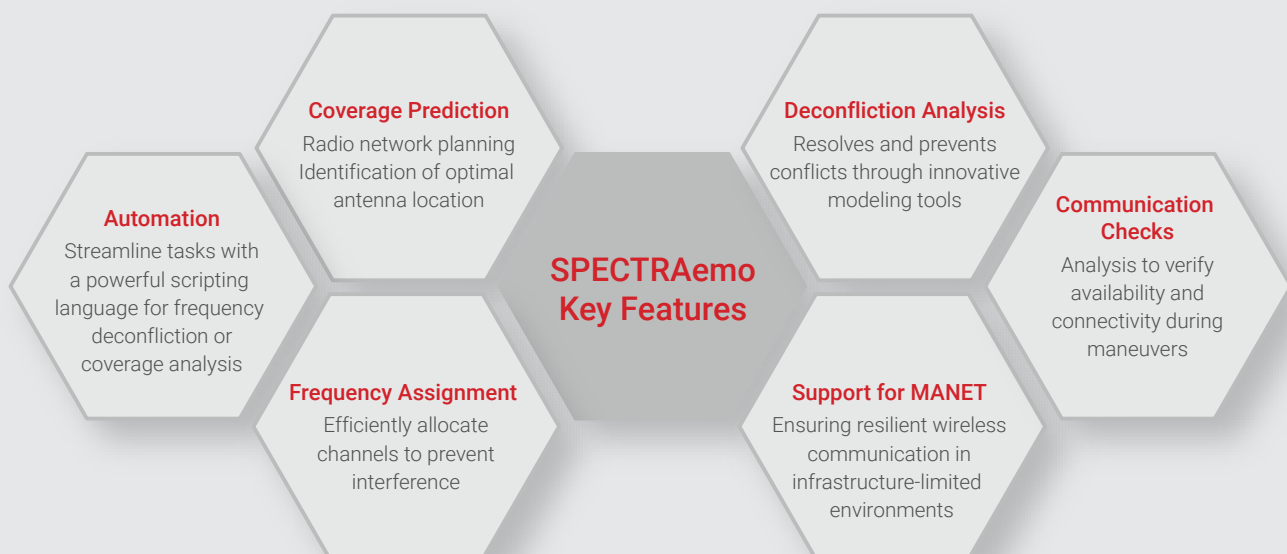 Coverage Prediction
Radio network planning
Identification of optimal
antenna location
Deconfliction Analysis
Resolves and prevents
conflicts through innovative
modeling tools
Automation
Streamline tasks with
a powerful scripting
language for frequency
deconfliction or
coverage analysis
SPECTRAemo
Key Features
Communication
Checks
Analysis to verify
availability and
connectivity during
maneuvers
Frequency Assignment
Efficiently allocate
channels to prevent
interference
Support for MANET
Ensuring resilient wireless
communication in
infrastructure-limited
environments